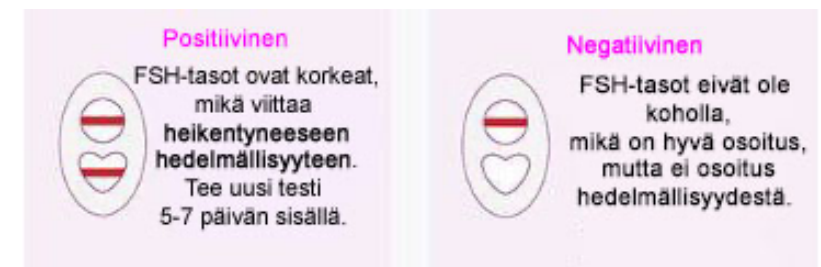 Positiivinen
FSH-tasot ovat korkeat,
mikä viittaa
heikentyneeseen
hedelmällisyyteen.
Tee uusi testi
5-7 päivän sisällä.
Negatiivinen
FSH-tasot eivät ole
koholla,
mikä on hyvä osoitus,
mutta ei osoitus
hedelmällisyydestä.